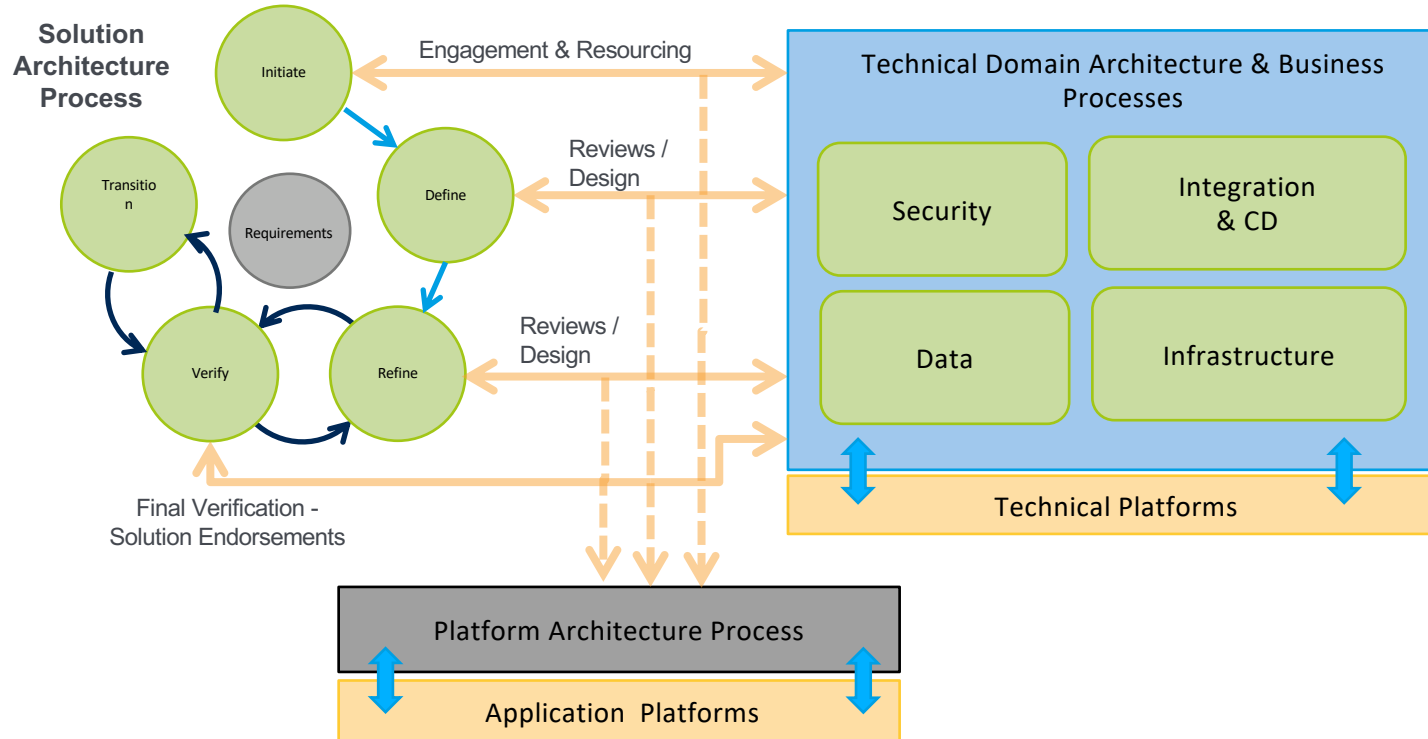 Solution
Architecture
Process
Initiate
Engagement & Resourcing
Technical Domain Architecture & Business
Processes
Transitio
n
Requirements
Define
Reviews /
Design
Security
Integration
& CD
Verify
Refine
Reviews /
Design
Data
Infrastructure
Final Verification -
Solution Endorsements
Technical Platforms
Platform Architecture Process
Application Platforms